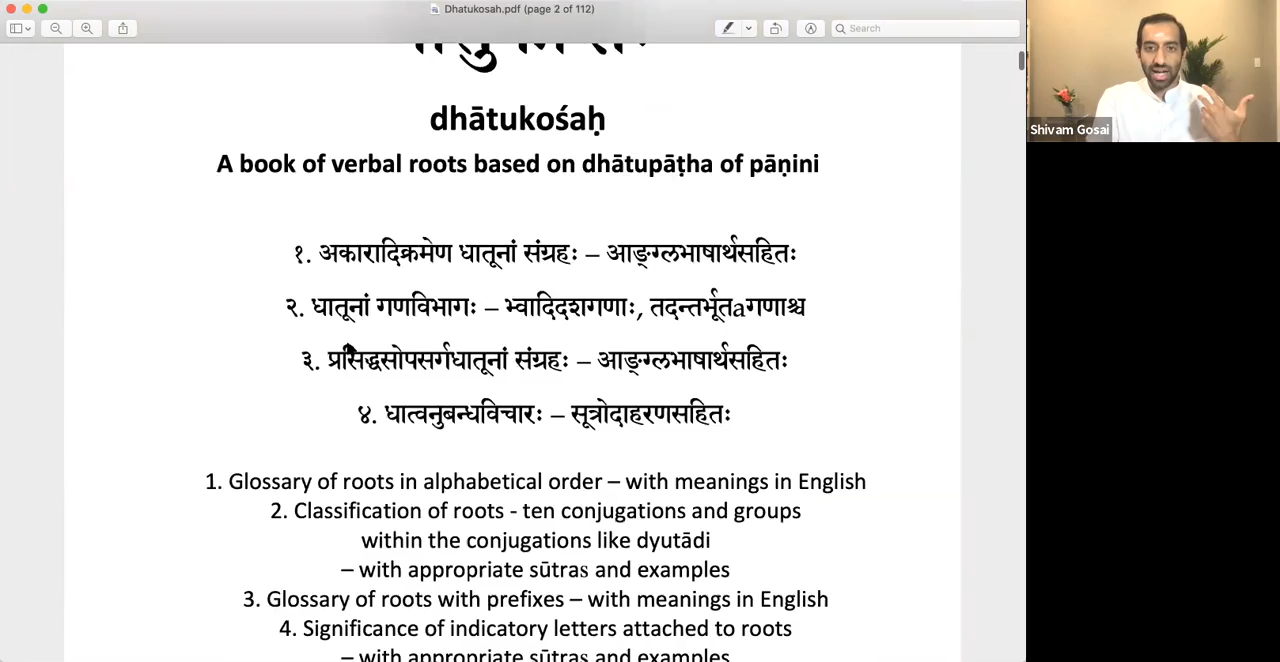 Dhatukosah.pdf (page 2 of 112)
Search
Shivam Gosai
dhātukośaḥ
A book of verbal roots based on dhātupāṭha of pāṇini
१. अकारादिक्रमेण धातूनां संग्रहः – आङ्ग्लभाषार्थसहितः
२. धातूनां गणविभागः – भ्वादिदशगणाः, तदन्तर्भूतaगणाश्च
३. प्रसिद्धसोपसर्गधातूनां संग्रहः – आङ्ग्लभाषार्थसहितः
४. धात्वनुबन्धविचारः – सूत्रोदाहरणसहितः
1. Glossary of roots in alphabetical order – with meanings in English
2. Classification of roots - ten conjugations and groups
within the conjugations like dyutādi
– with appropriate sūtras and examples
3. Glossary of roots with prefixes – with meanings in English
4. Significance of indicatory letters attached to roots
– with appropriate sūtras and examples